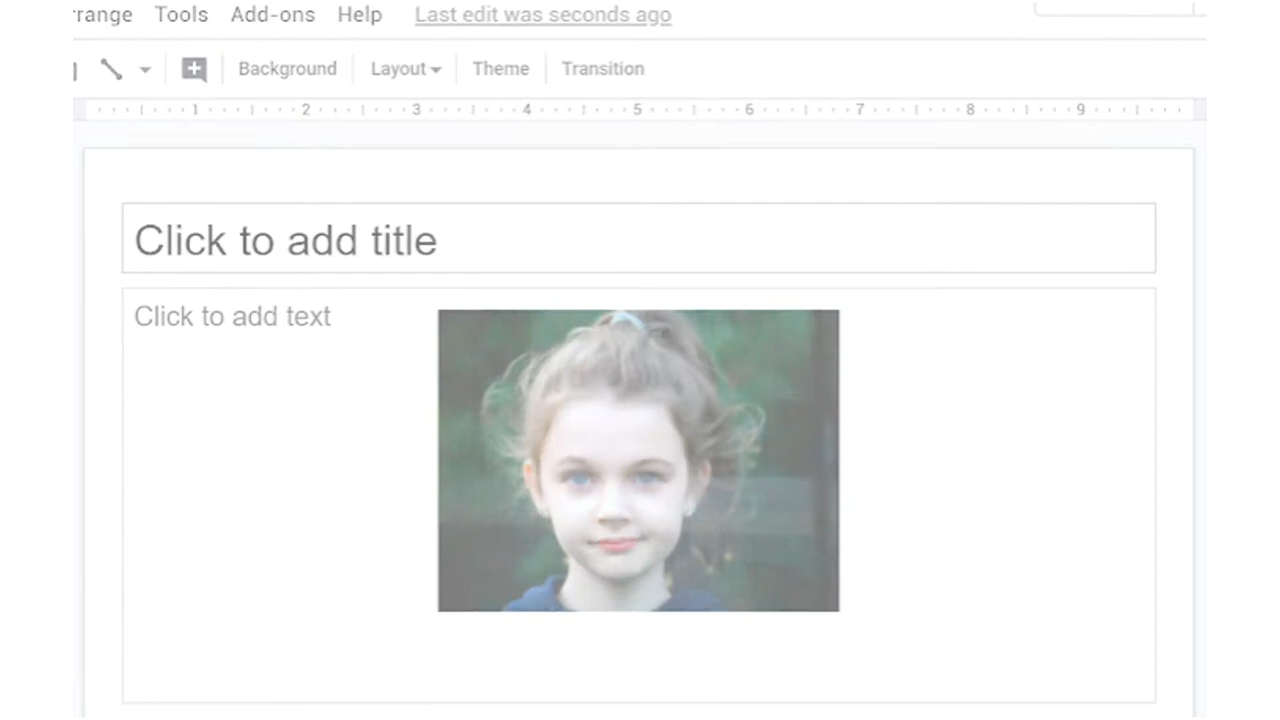 rrange Tools Add-ons Help Last edit was seconds ago
Background Layout Theme Transition
1 2 3 4 5 6 7 8 9
Click to add title
Click to add text